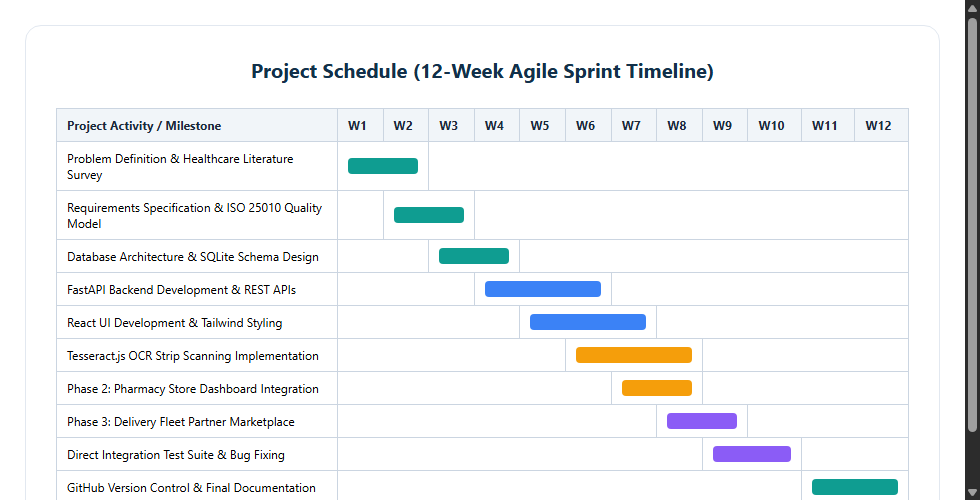 Project Schedule (12-Week Agile Sprint Timeline)
Project Activity / Milestone W1 W2 W3 W4 W5 W6 W7 W8 W9 W10 W11 W12
Problem Definition & Healthcare Literature
Survey
Requirements Specification & ISO 25010 Quality
Model
Database Architecture & SQLite Schema Design
FastAPI Backend Development & REST APIs
React UI Development & Tailwind Styling
Tesseract.js OCR Strip Scanning Implementation
Phase 2: Pharmacy Store Dashboard Integration
Phase 3: Delivery Fleet Partner Marketplace
Direct Integration Test Suite & Bug Fixing
GitHub Version Control & Final Documentation